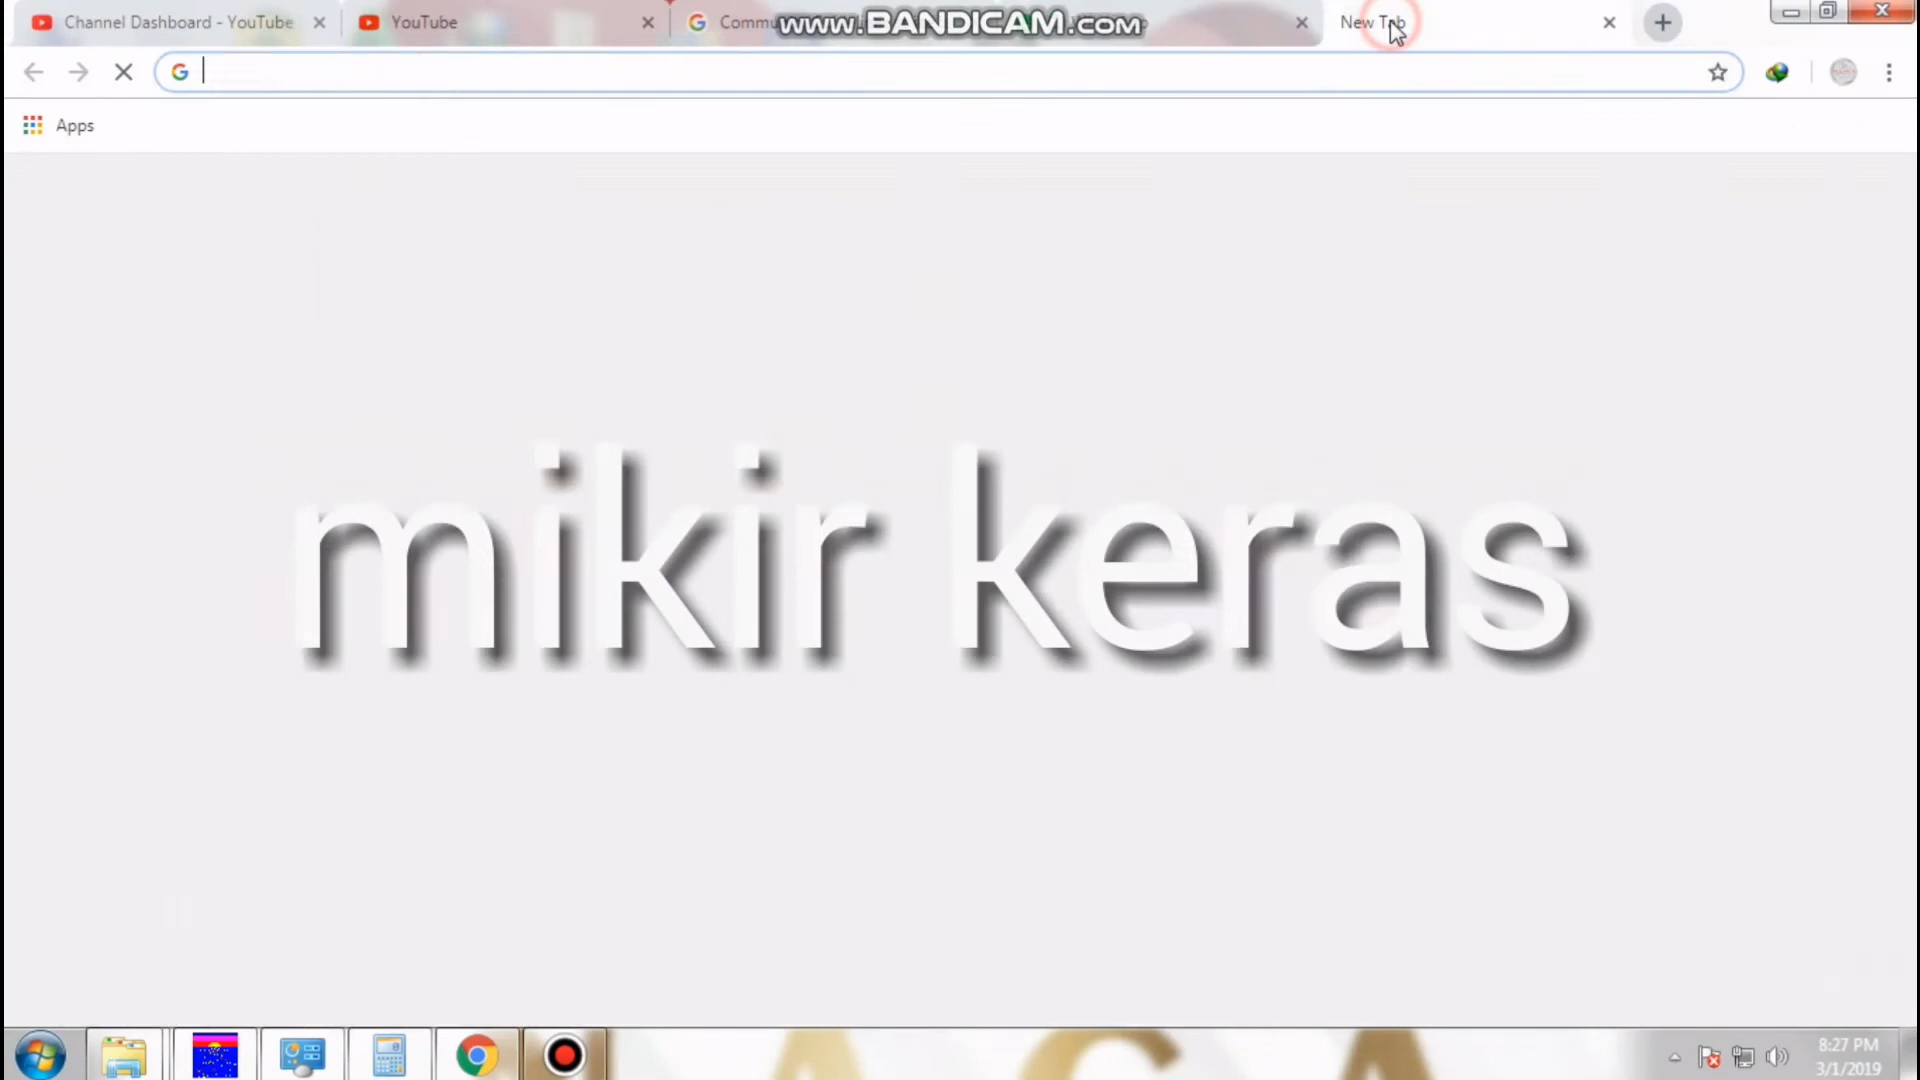 Channel Dashboard - YouTube
YouTube
www.BANDICAM.com
New Tab
Apps
mikir keras
8:27 PM
3/1/2019